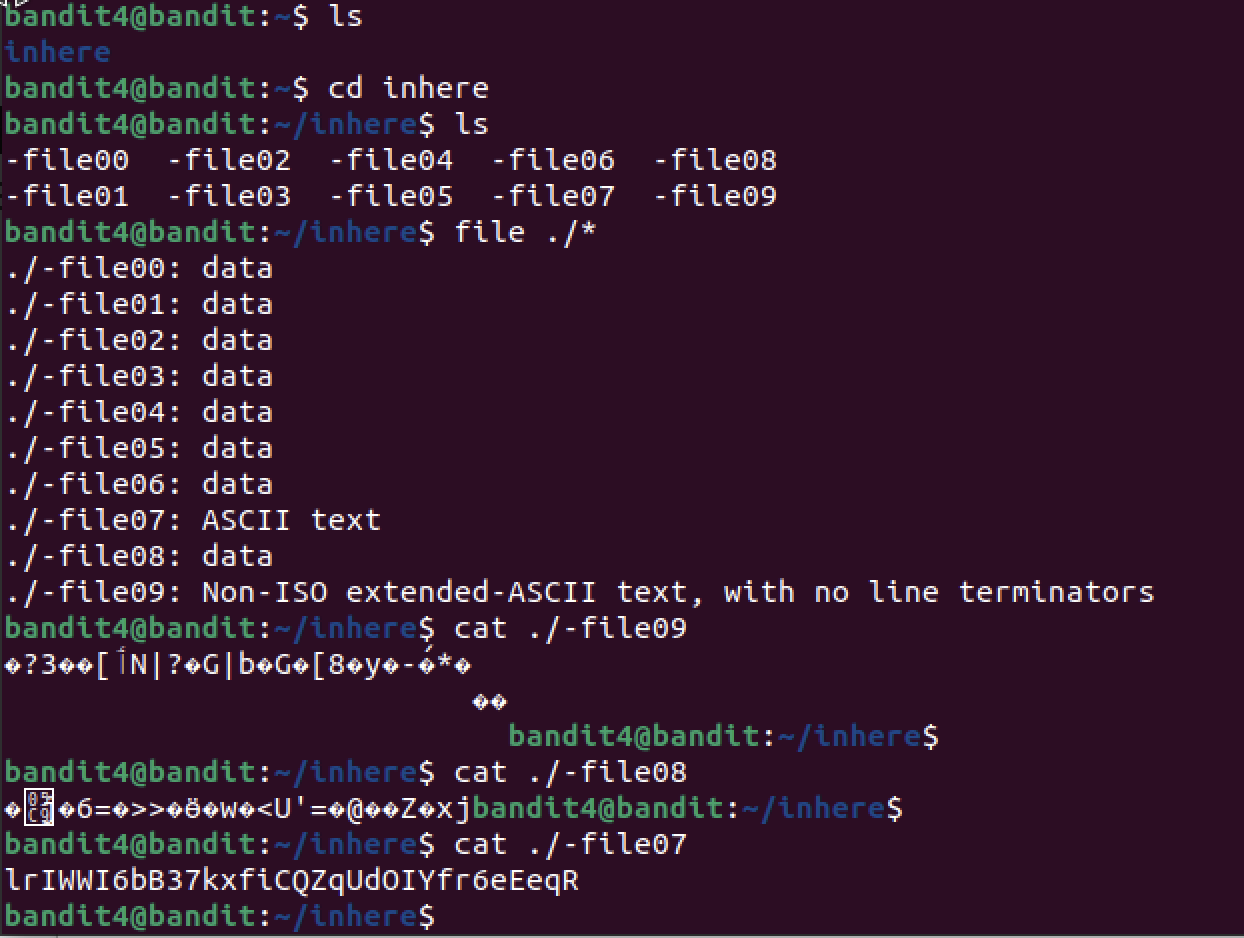 bandit4@bandit:~$ ls
inhere
bandit4@bandit:~$ cd inhere
bandit4@bandit:~/inhere$ ls
-file00  -file02  -file04  -file06  -file08
-file01  -file03  -file05  -file07  -file09
bandit4@bandit:~/inhere$ file ./*
./-file00: data
./-file01: data
./-file02: data
./-file03: data
./-file04: data
./-file05: data
./-file06: data
./-file07: ASCII text
./-file08: data
./-file09: Non-ISO extended-ASCII text, with no line terminators
bandit4@bandit:~/inhere$ cat ./-file09
�?3��[N|?�G|b�G�[8�y�-�*�
��
bandit4@bandit:~/inhere$
bandit4@bandit:~/inhere$ cat ./-file08
��6=�>>�ӫ�w�<U'=�@��Z�xjbandit4@bandit:~/inhere$
bandit4@bandit:~/inhere$ cat ./-file07
lrIWWI6bB37kxfiCQZqUdOIYfr6eEeqR
bandit4@bandit:~/inhere$